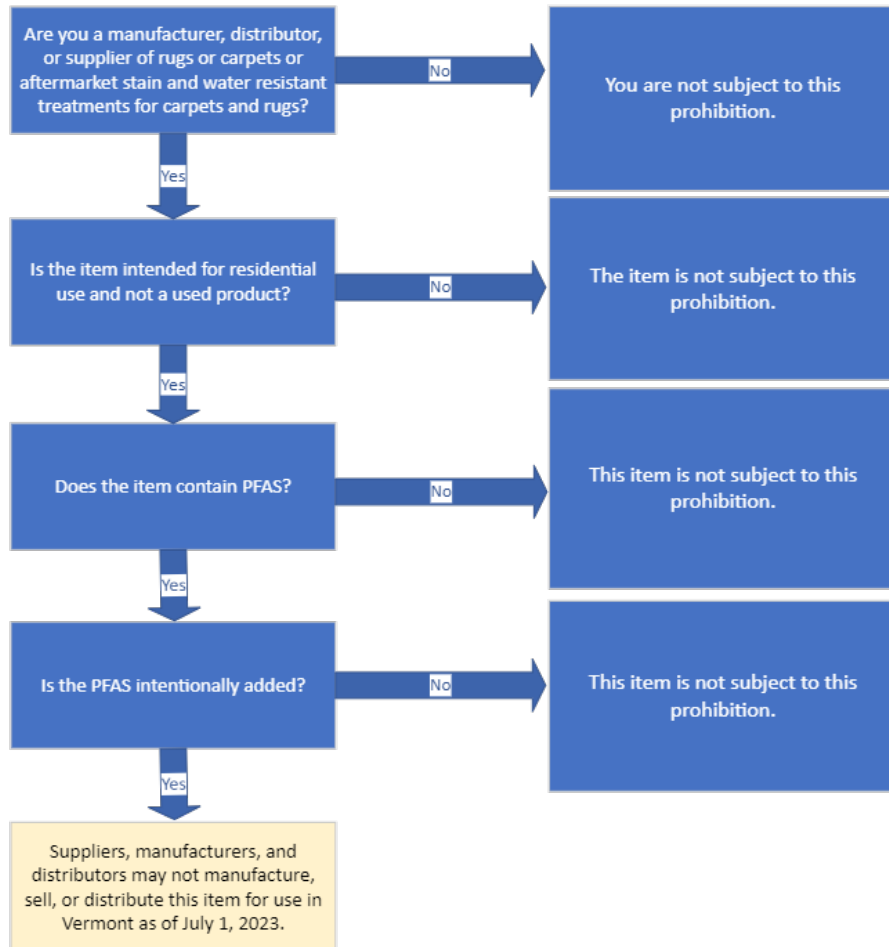 Are you a manufacturer, distributor,
or supplier of rugs or carpets or
aftermarket stain and water resistant
treatments for carpets and rugs?
No
You are not subject to this
prohibition.
Yes
Is the item intended for residential
use and not a used product?
No
The item is not subject to this
prohibition.
Yes
Does the item contain PFAS?
No
This item is not subject to this
prohibition.
Yes
Is the PFAS intentionally added?
No
This item is not subject to this
prohibition.
Yes
Suppliers, manufacturers, and
distributors may not manufacture,
sell, or distribute this item for use in
Vermont as of July 1, 2023.